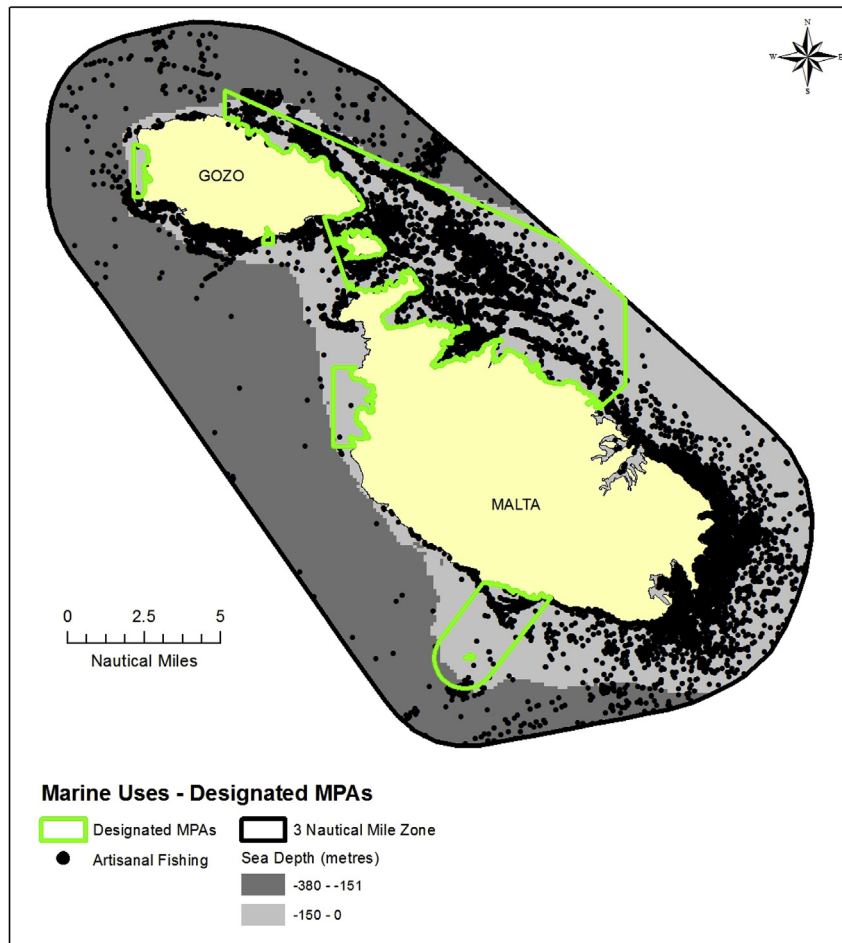 N
W E
S
GOZO
MALTA
0 2.5 5
Nautical Miles
Marine Uses - Designated MPAs
Designated MPAs 3 Nautical Mile Zone
Artisanal Fishing Sea Depth (metres)
-380 - -151
-150 - 0